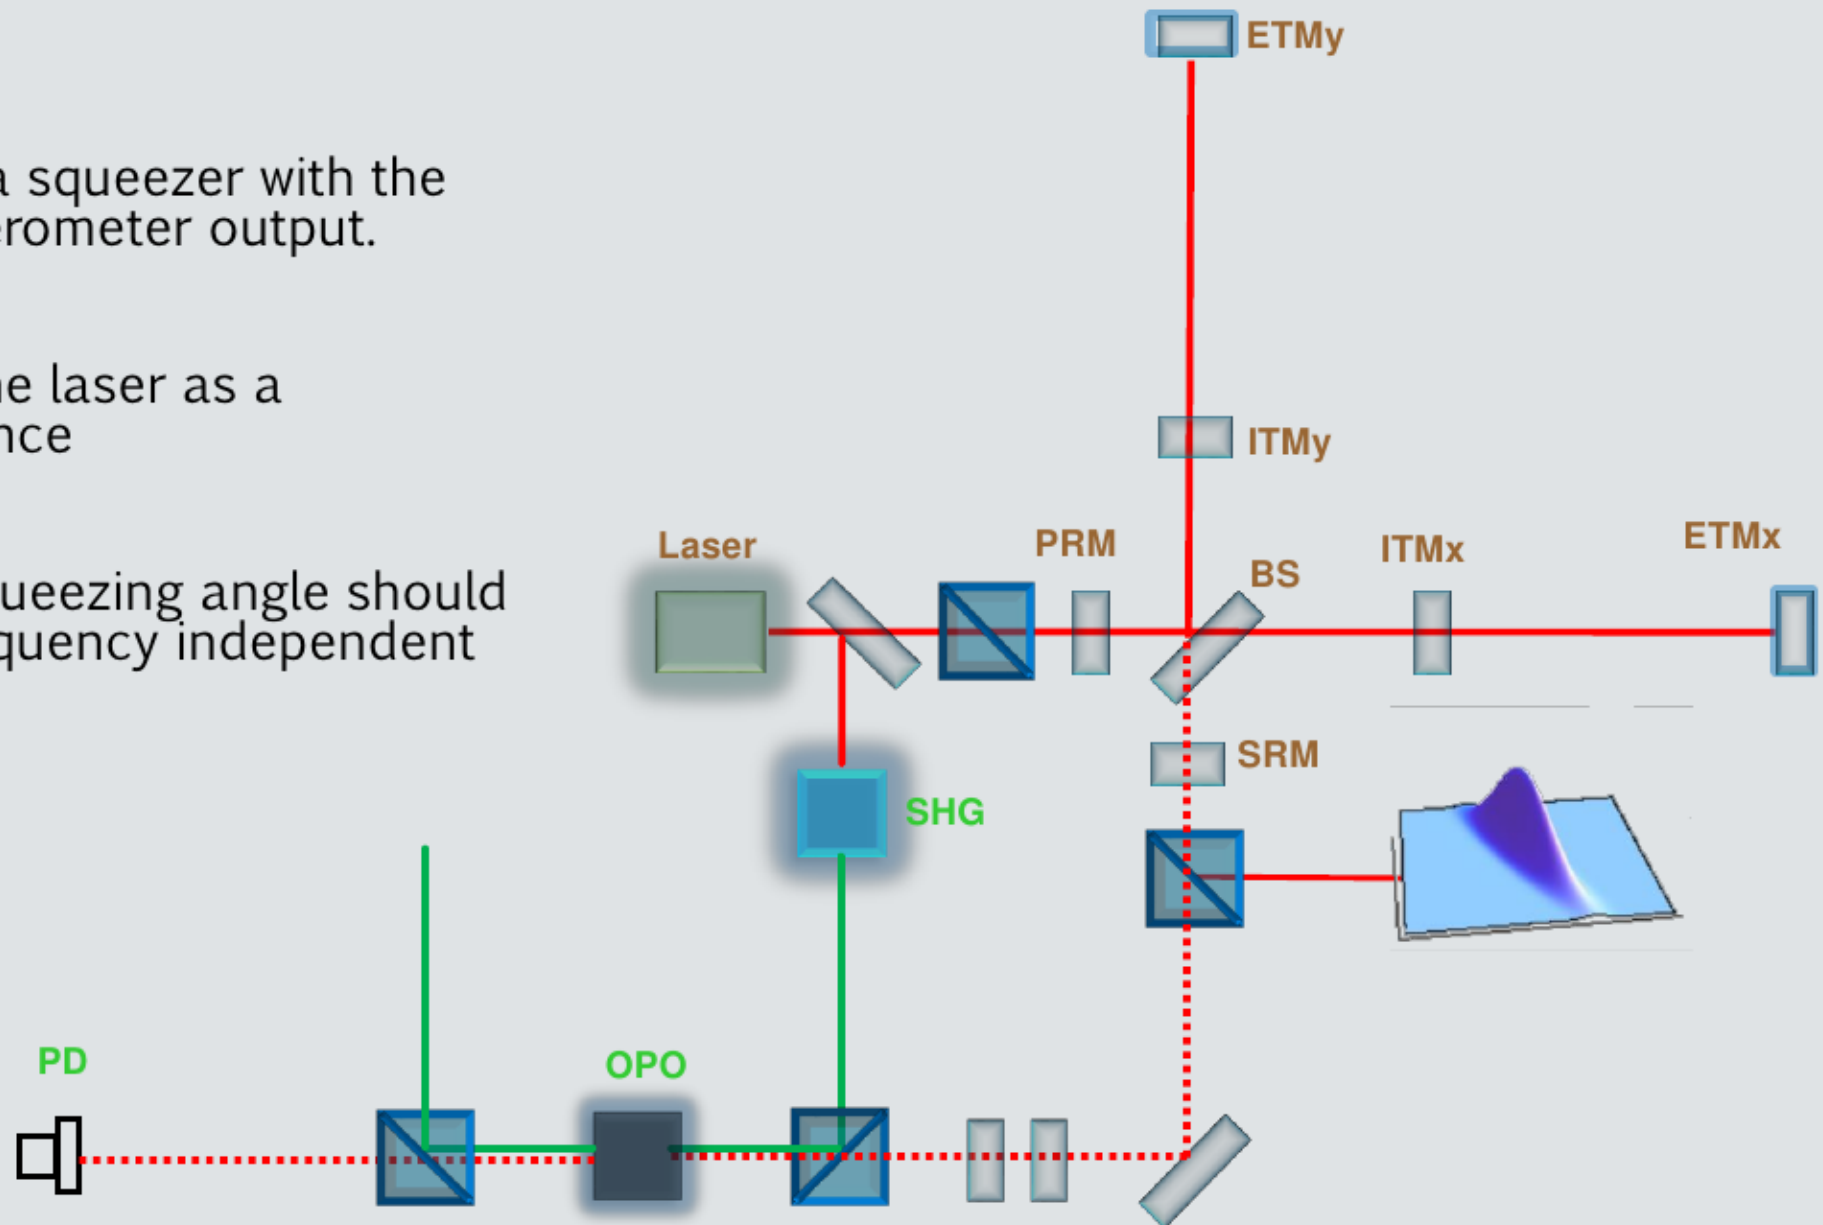 ETMy
a squeezer with the
erometer output.
ne laser as a
nce
ITMy
Laser
PRM
BS
ITMx
ETMx
ueezing angle should
quency independent
SRM
SHG
PD
OPO